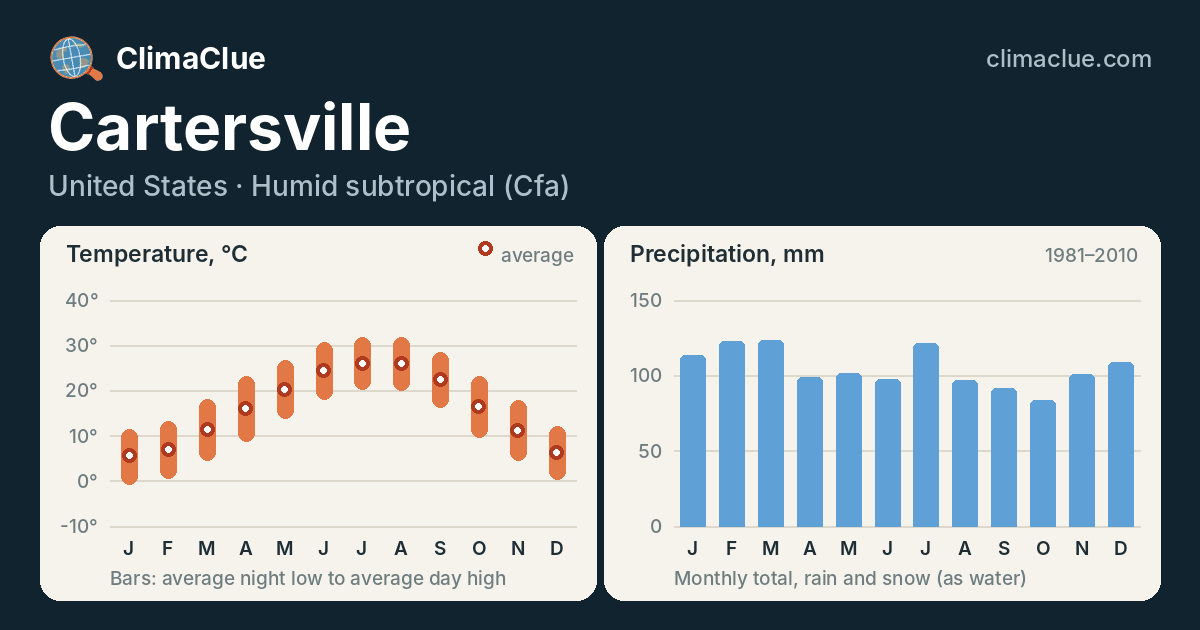 ClimaClue
climaclue.com
Cartersville
United States · Humid subtropical (Cfa)
Temperature, °C
average
40°
30°
20°
10°
0°
-10°
J F M A M J J A S O N D
Bars: average night low to average day high
Precipitation, mm
1981–2010
150
100
50
0
J F M A M J J A S O N D
Monthly total, rain and snow (as water)